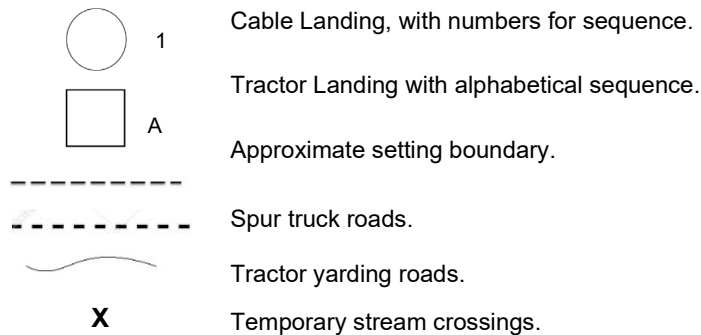 1 Cable Landing, with numbers for sequence.
A Tractor Landing with alphabetical sequence.
Approximate setting boundary.
Spur truck roads.
Tractor yarding roads.
X Temporary stream crossings.